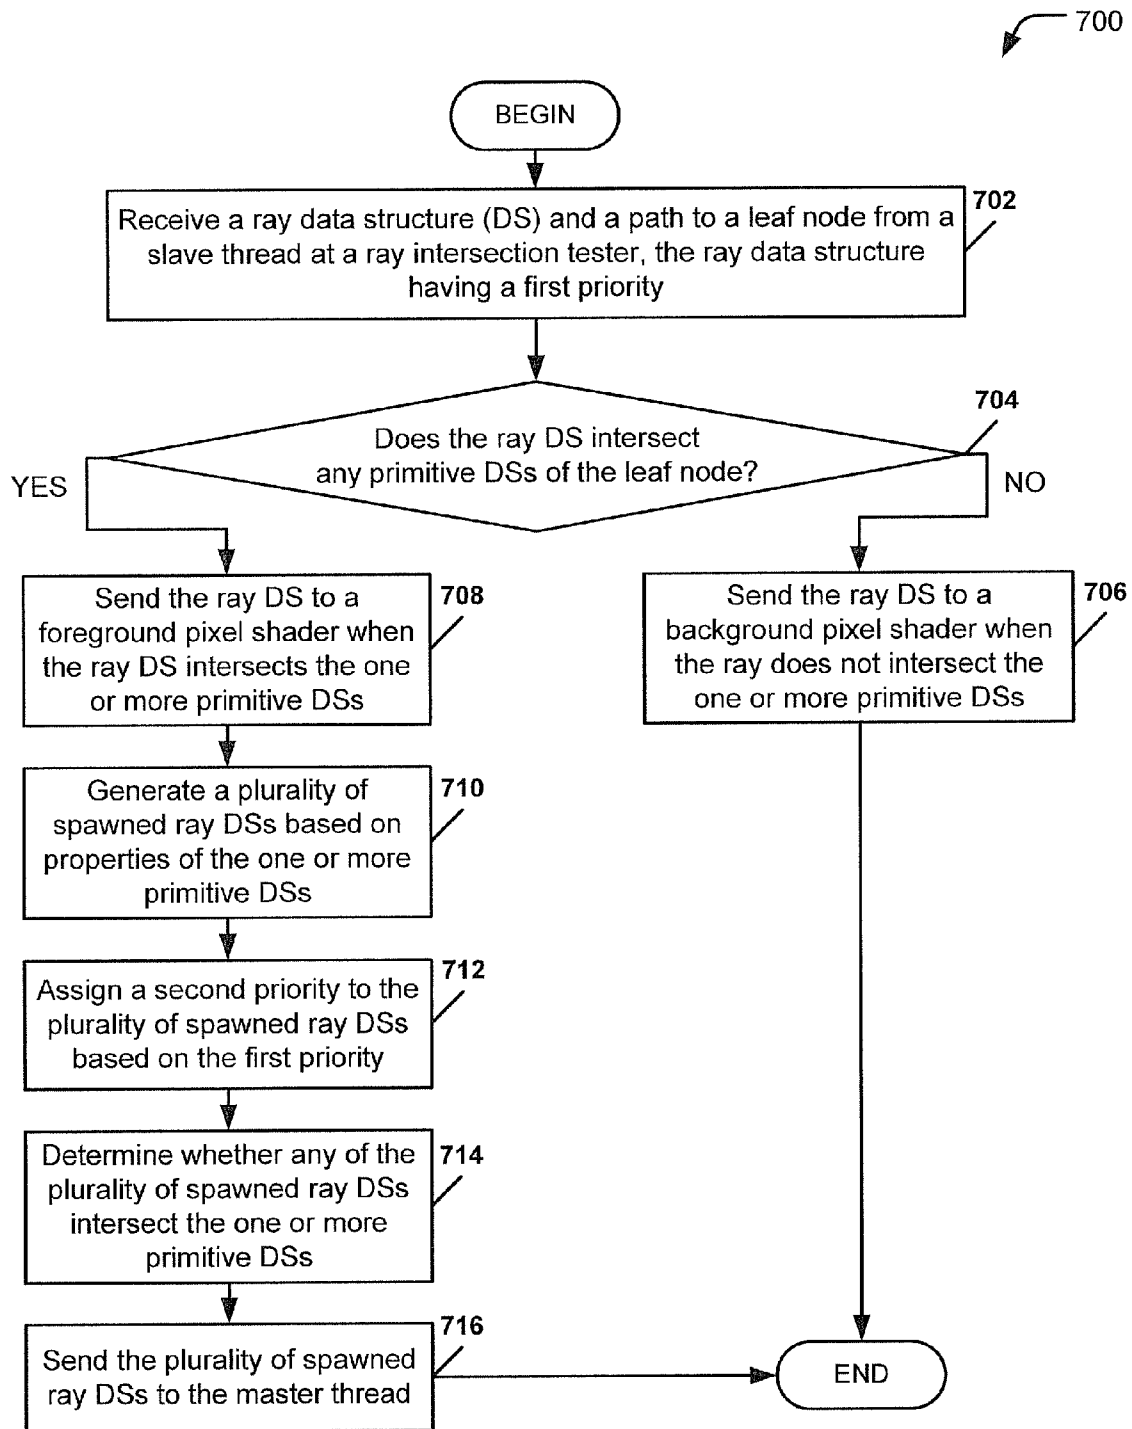 700
BEGIN
702
Receive a ray data structure (DS) and a path to a leaf node from a
slave thread at a ray intersection tester, the ray data structure
having a first priority
704
Does the ray DS intersect
any primitive DSs of the leaf node?
YES
NO
708
Send the ray DS to a
foreground pixel shader when
the ray DS intersects the one
or more primitive DSs
706
Send the ray DS to a
background pixel shader when
the ray does not intersect the
one or more primitive DSs
710
Generate a plurality of
spawned ray DSs based on
properties of the one or more
primitive DSs
712
Assign a second priority to the
plurality of spawned ray DSs
based on the first priority
714
Determine whether any of the
plurality of spawned ray DSs
intersect the one or more
primitive DSs
716
Send the plurality of spawned
ray DSs to the master thread
END